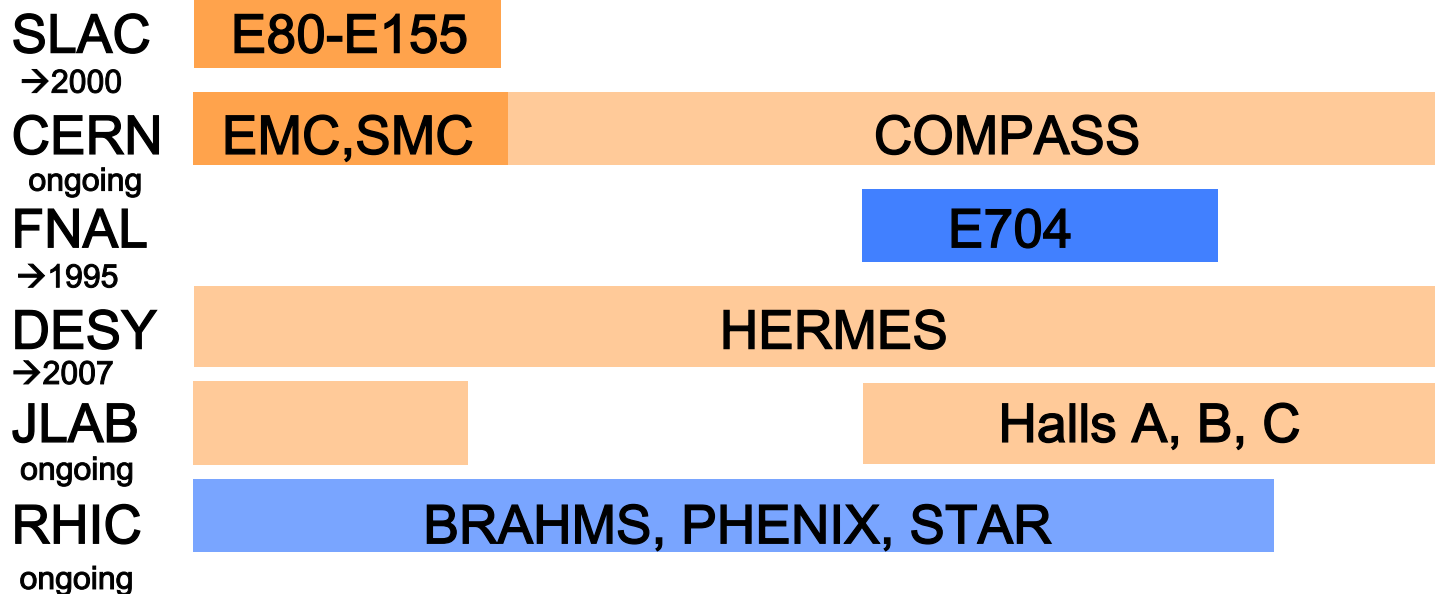 SLAC E80-E155
→2000
CERN EMC,SMC COMPASS
ongoing
FNAL E704
→1995
DESY HERMES
→2007
JLAB Halls A, B, C
ongoing
RHIC BRAHMS, PHENIX, STAR
ongoing